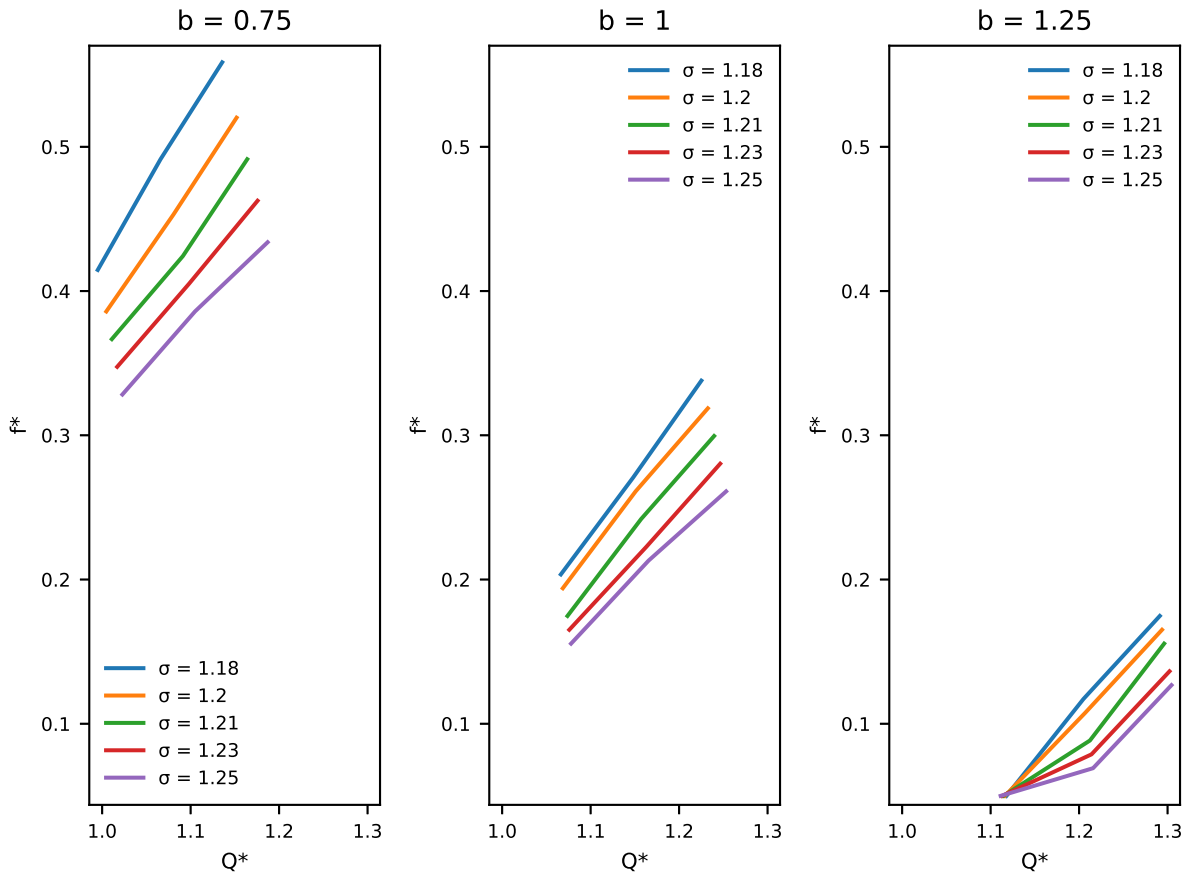 b = 0.75
f*
0.5
0.4
0.3
0.2
0.1
σ = 1.18
σ = 1.2
σ = 1.21
σ = 1.23
σ = 1.25
1.0 1.1 1.2 1.3
Q*
b = 1
f*
0.5
0.4
0.3
0.2
0.1
σ = 1.18
σ = 1.2
σ = 1.21
σ = 1.23
σ = 1.25
1.0 1.1 1.2 1.3
Q*
b = 1.25
f*
0.5
0.4
0.3
0.2
0.1
σ = 1.18
σ = 1.2
σ = 1.21
σ = 1.23
σ = 1.25
1.0 1.1 1.2 1.3
Q*